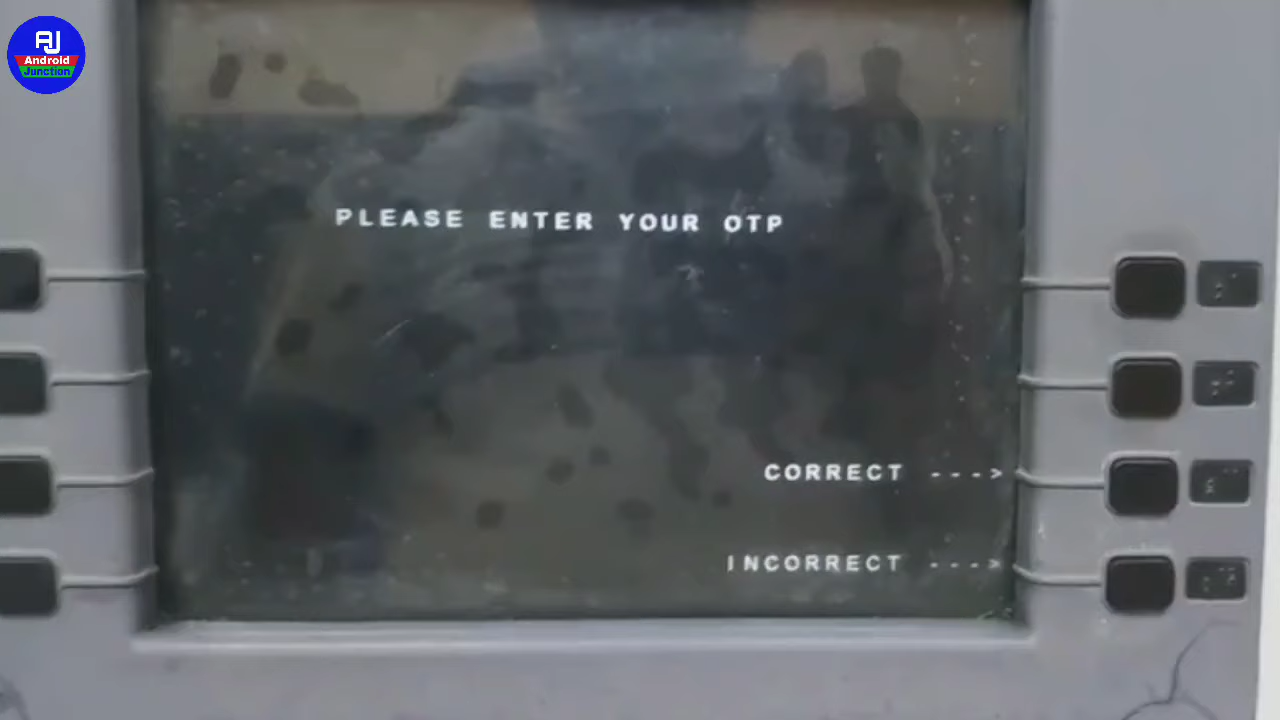 AJ
Android
Junction
PLEASE ENTER YOUR OTP
CORRECT --->
INCORRECT --->